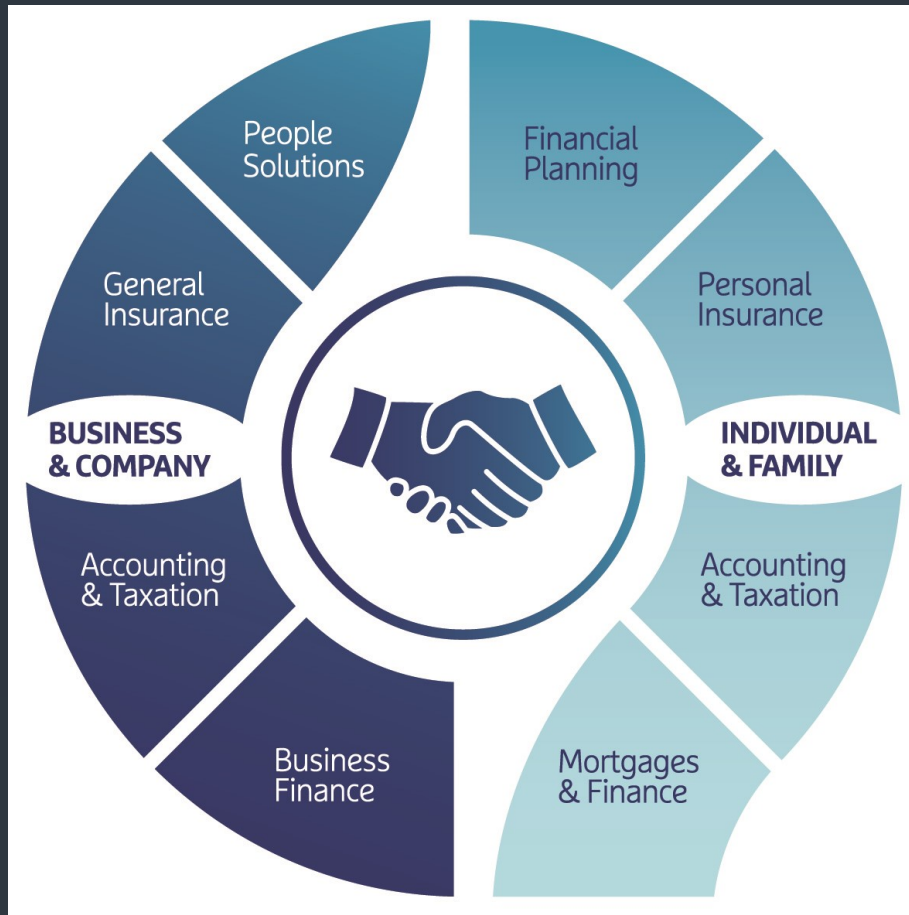 People
Solutions
General
Insurance
BUSINESS
& COMPANY
Accounting
& Taxation
Business
Finance
Financial
Planning
Personal
Insurance
INDIVIDUAL
& FAMILY
Accounting
& Taxation
Mortgages
& Finance